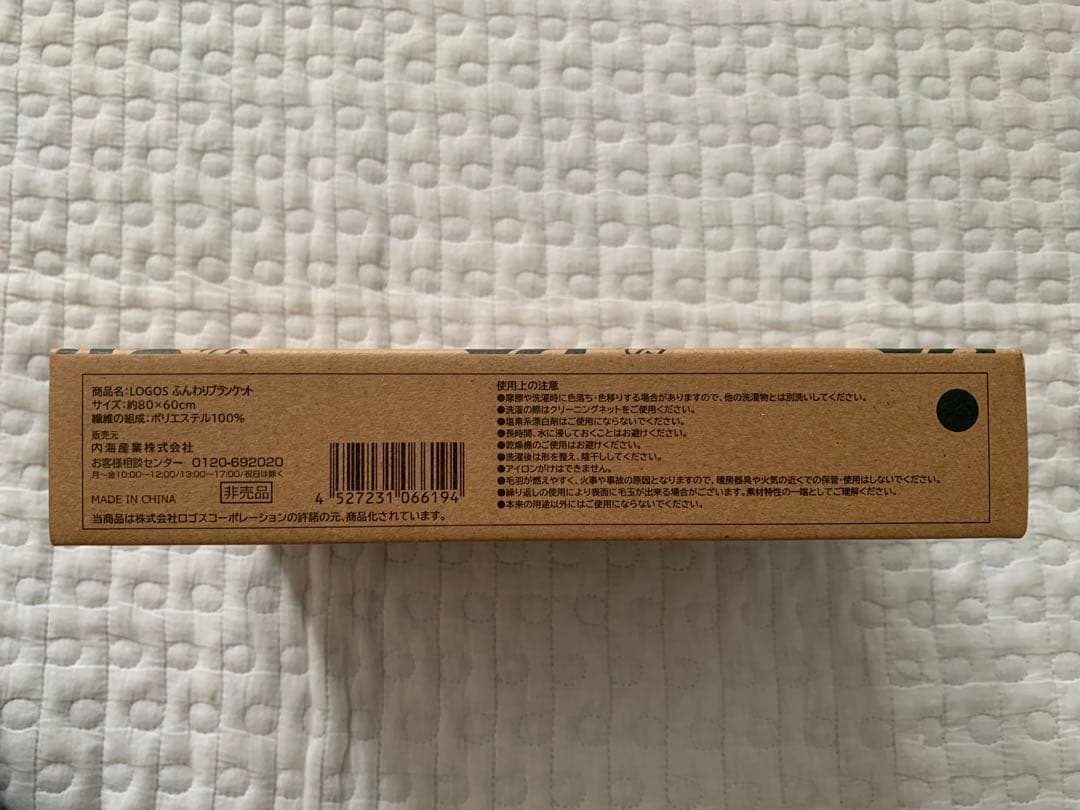 商品名:LOGOS ふんわりブランケット
サイズ:約80×60cm
繊維の組成:ポリエステル100%
販売元
内海産業株式会社
お客様相談センター 0120-692020
月〜金10:00〜12:00/13:00〜17:00/祝日は除く
MADE IN CHINA
非売品
4 527231 066194
当商品は株式会社ロゴスコーポレーションの許諾の元、商品化されています。
使用上の注意
●摩擦や洗濯時に色落ち・色移りする場合がありますので、他の洗濯物とは別洗いしてください。
●洗濯の際はクリーニングネットをご使用ください。
●塩素系漂白剤はご使用にならないでください。
●長時間、水に浸しておくことはお避けください。
●乾燥機のご使用はお避けください。
●洗濯後は形を整え、陰干ししてください。
●アイロンがけはできません。
●毛羽が燃えやすく、火事や事故の原因となりますので、暖房器具や火気の近くでの保管・使用はしないでください。
●繰り返しの使用により表面に毛玉が出来る場合がございます。素材特性の一端としてご理解ください。
●本来の用途以外にはご使用にならないでください。